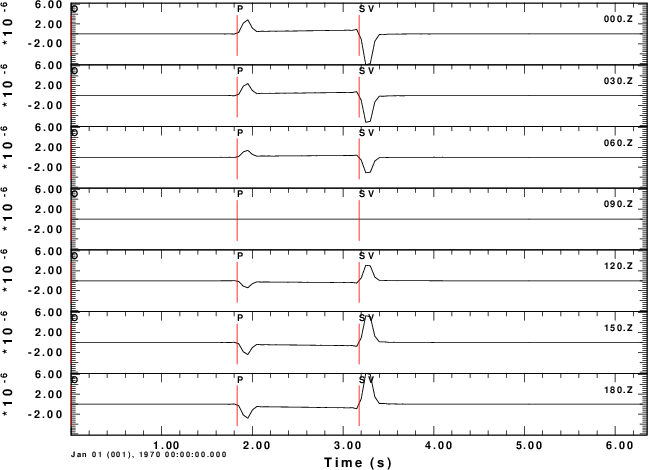 6.00 O P S V
2.00 000.Z
-2.00
*10 -6
6.00 O P S V
2.00 030.Z
-2.00
*10 -6
6.00 O P S V
2.00 060.Z
-2.00
*10 -6
6.00 O P S V
2.00 090.Z
-2.00
*10 -6
6.00 O P S V
2.00 120.Z
-2.00
*10 -6
6.00 O P S V
2.00 150.Z
-2.00
*10 -6
6.00 O P S V
2.00 180.Z
-2.00
*10 -6
1.00 2.00 3.00 4.00 5.00 6.00
Jan 01 (001), 1970 00:00:00.000
Time (s)